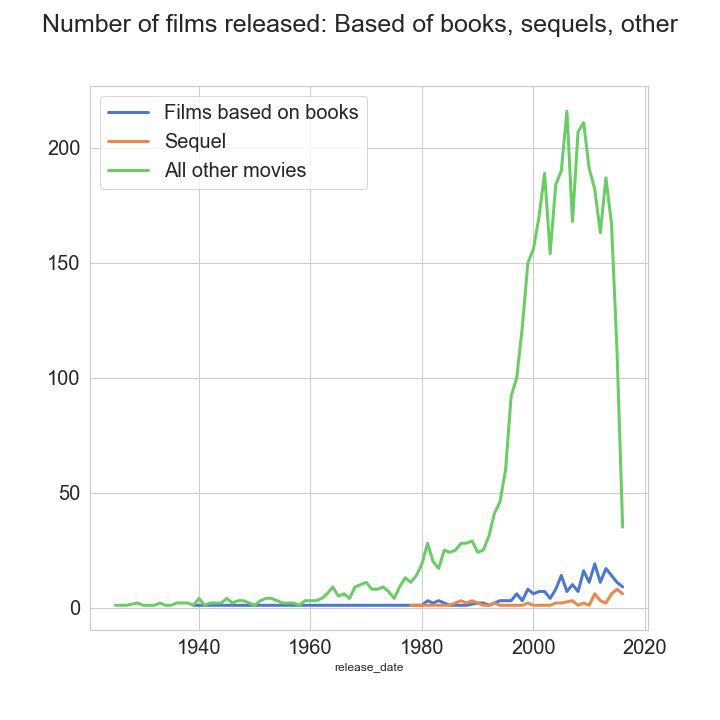 Number of films released: Based of books, sequels, other
Films based on books
Sequel
All other movies
200
150
100
50
0
1940 1960 1980 2000 2020
release_date